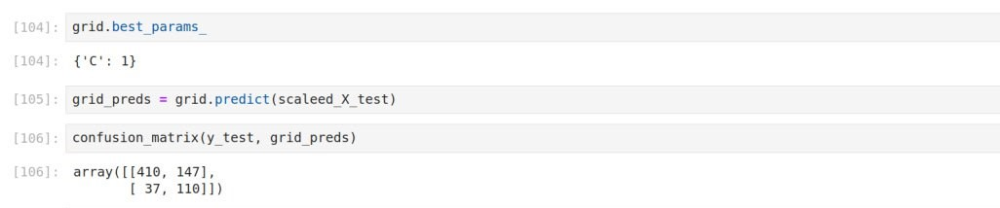 [104]: grid.best_params_
[104]: {'C': 1}
[105]: grid_preds = grid.predict(scaleed_X_test)
[106]: confusion_matrix(y_test, grid_preds)
[106]: array([[410, 147],
[ 37, 110]])